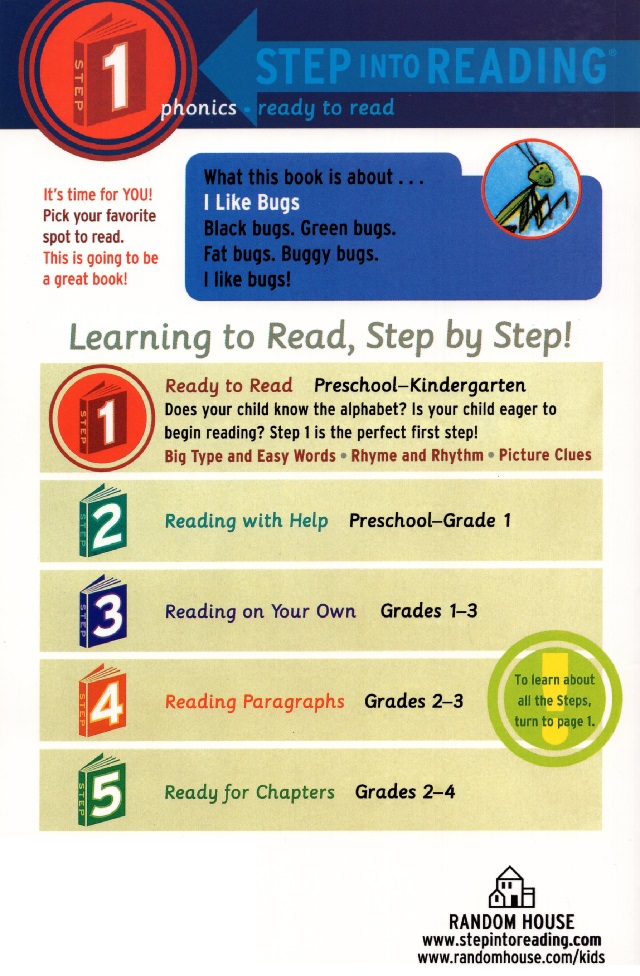 STEP 1
STEP INTO READING®
phonics • ready to read
It's time for YOU!
Pick your favorite
spot to read.
This is going to be
a great book!
What this book is about . . .
I Like Bugs
Black bugs. Green bugs.
Fat bugs. Buggy bugs.
I like bugs!
Learning to Read, Step by Step!
STEP 1
Ready to Read Preschool–Kindergarten
Does your child know the alphabet? Is your child eager to
begin reading? Step 1 is the perfect first step!
Big Type and Easy Words • Rhyme and Rhythm • Picture Clues
STEP 2
Reading with Help Preschool–Grade 1
STEP 3
Reading on Your Own Grades 1–3
STEP 4
Reading Paragraphs Grades 2–3
To learn about
all the Steps,
turn to page 1.
STEP 5
Ready for Chapters Grades 2–4
RANDOM HOUSE
www.stepintoreading.com
www.randomhouse.com/kids